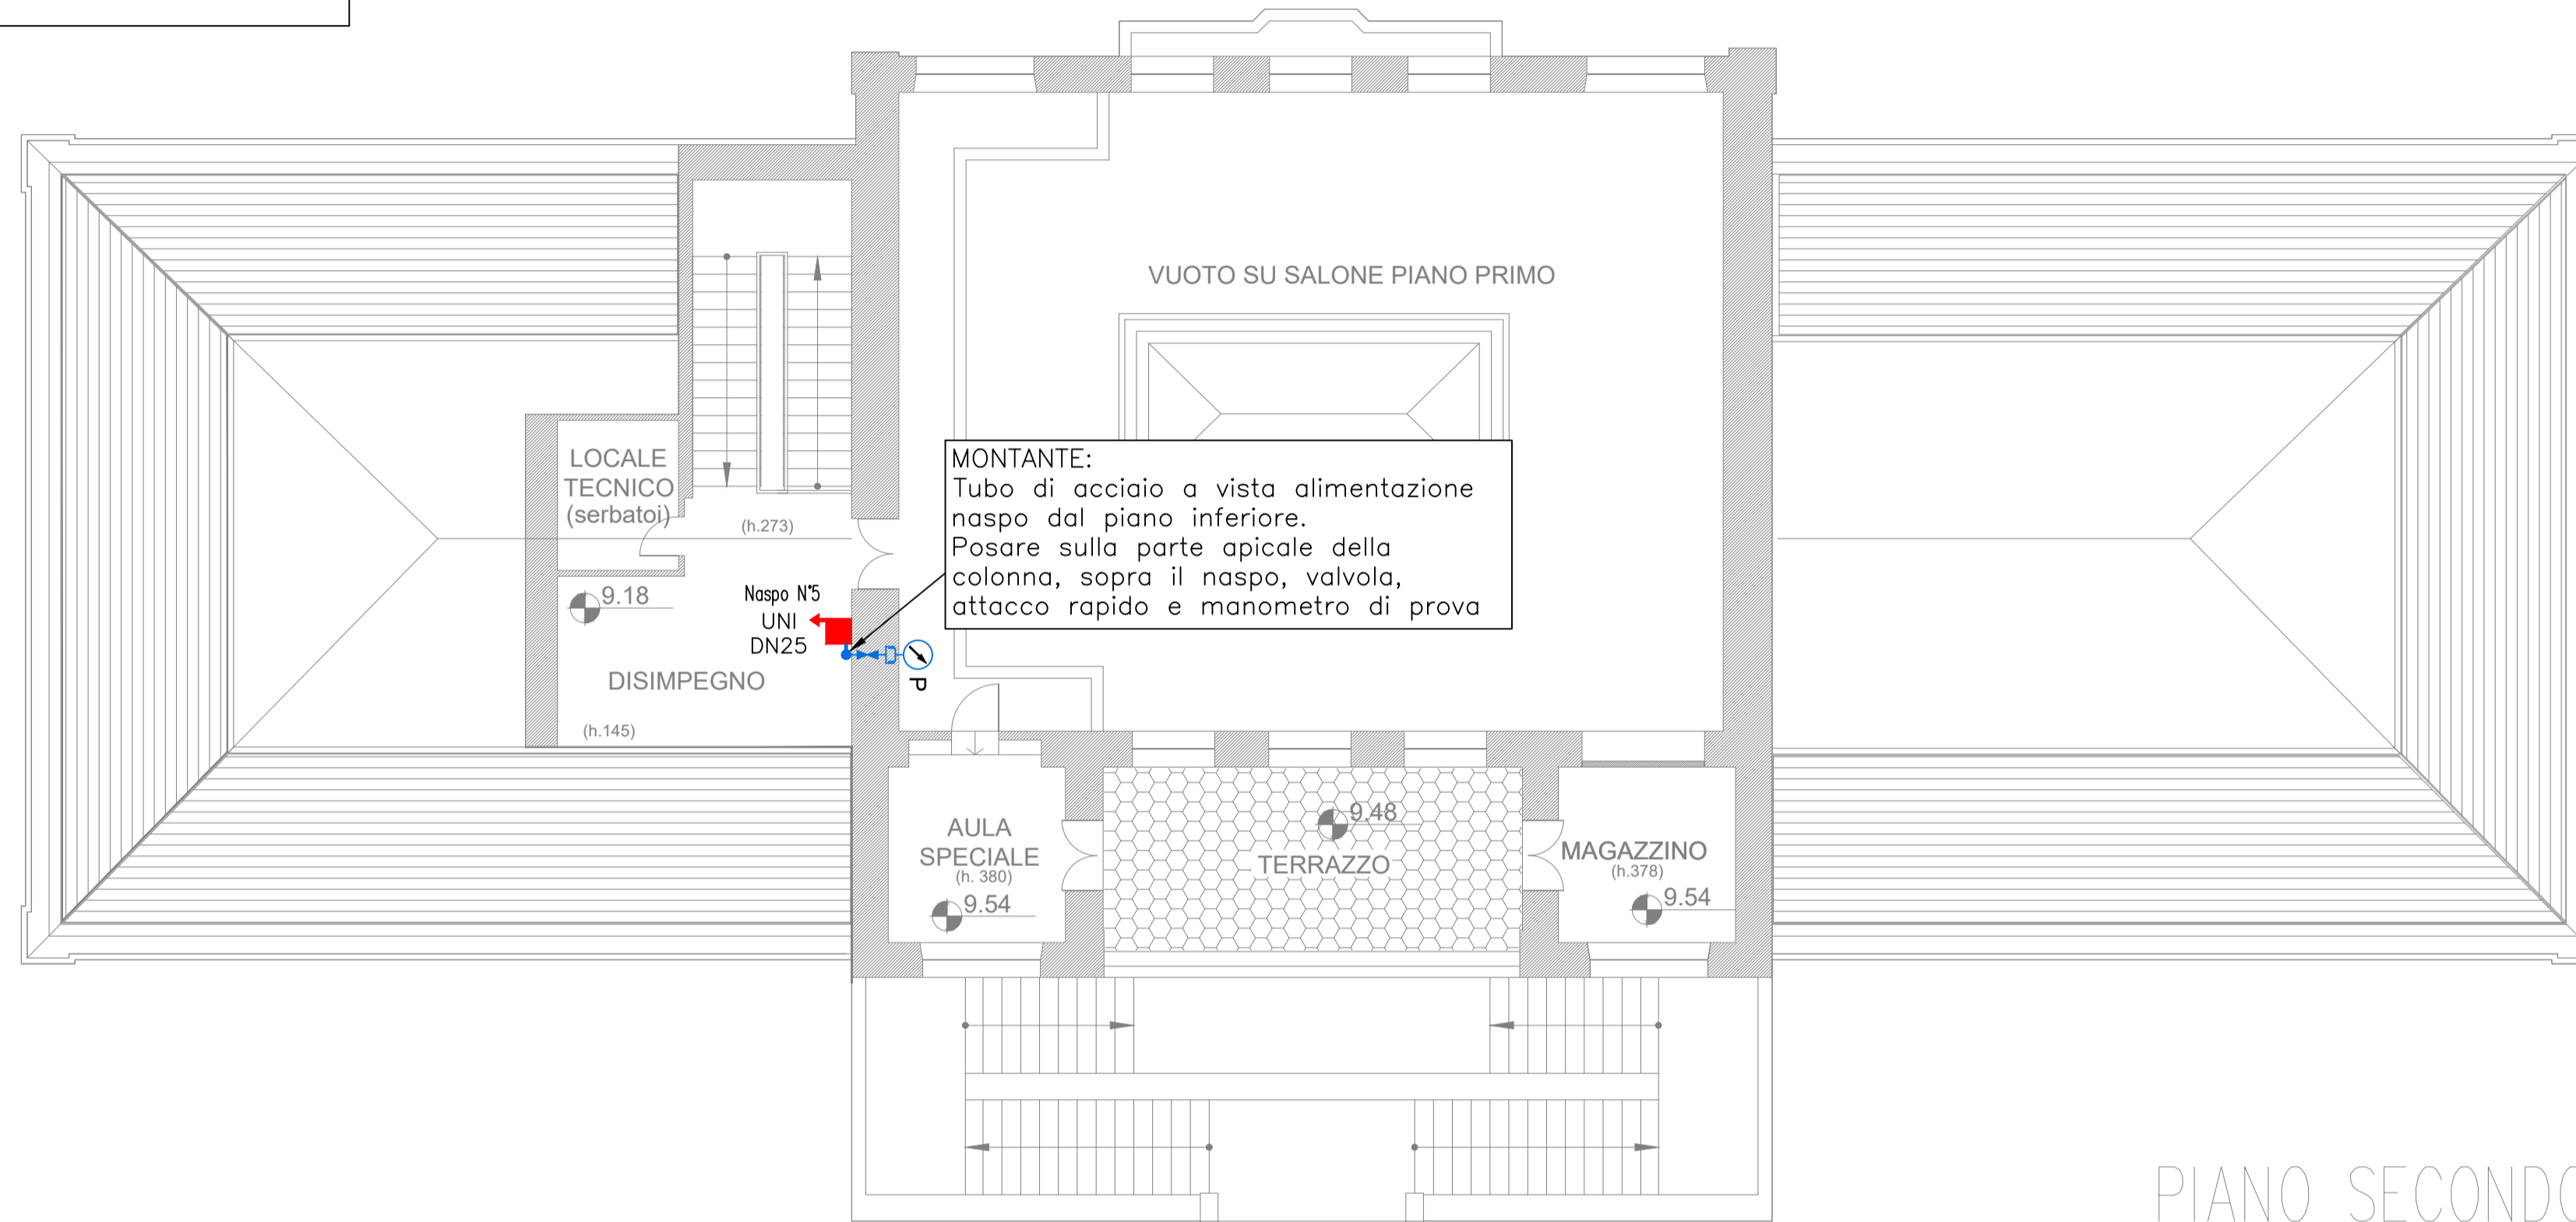 VUOTO SU SALONE PIANO PRIMO
LOCALE
TECNICO
(serbatoi)
(h.273)
MONTANTE:
Tubo di acciaio a vista alimentazione
naspo dal piano inferiore.
Posare sulla parte apicale della
colonna, sopra il naspo, valvola,
attacco rapido e manometro di prova
9.18
Naspo N°5
UNI
DN25
P
DISIMPEGNO
(h.145)
AULA
SPECIALE
(h. 380)
9.54
9.48
TERRAZZO
MAGAZZINO
(h.378)
9.54
PIANO SECONDO